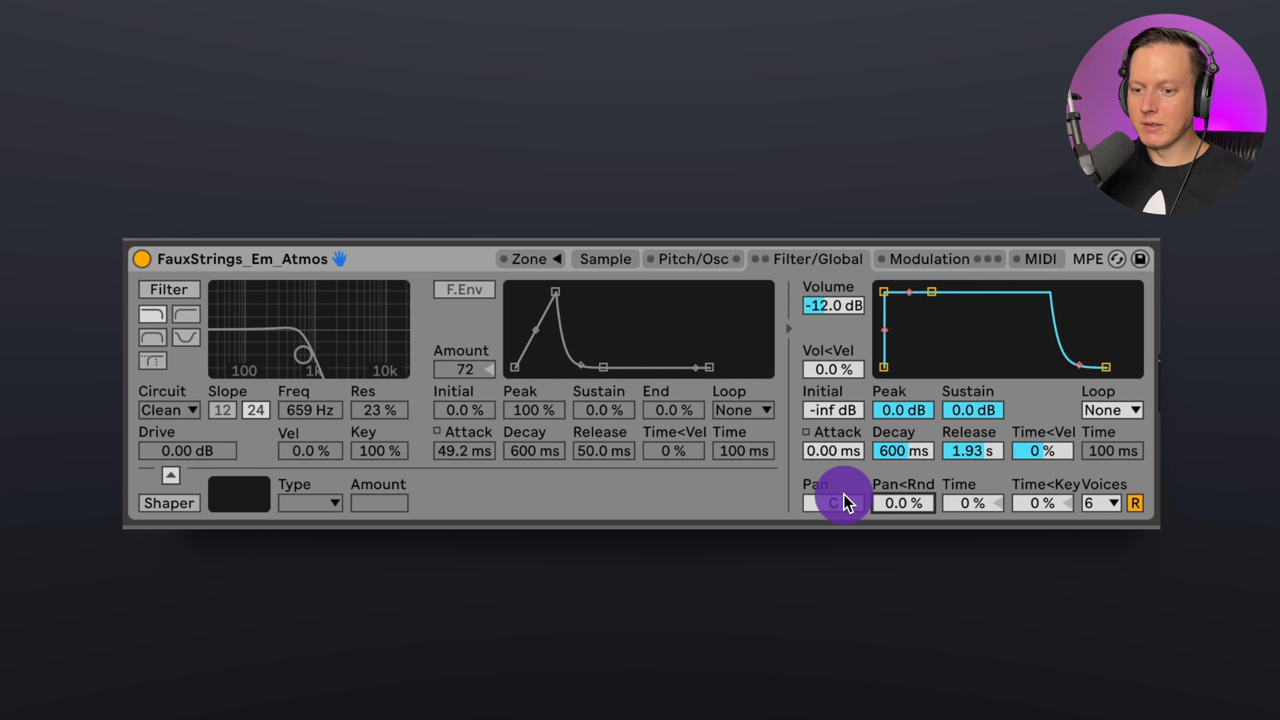 FauxStrings_Em_Atmos
Zone Sample Pitch/Osc Filter/Global Modulation MIDI MPE
Filter F.Env Volume
-12.0 dB
Amount Vol<Vel
100 1k 10k 72 0.0 %
Circuit Slope Freq Res Initial Peak Sustain End Loop Initial Peak Sustain Loop
Clean 12 24 659 Hz 23 % 0.0 % 100 % 0.0 % 0.0 % None -inf dB 0.0 dB 0.0 dB None
Drive Vel Key Attack Decay Release Time<Vel Time Attack Decay Release Time<Vel Time
0.00 dB 0.0 % 100 % 49.2 ms 600 ms 50.0 ms 0 % 100 ms 0.00 ms 600 ms 1.93 s 0 % 100 ms
Type Amount Pan Pan<Rnd Time Time<Key Voices
Shaper C 0.0 % 0 % 0 % 6 R